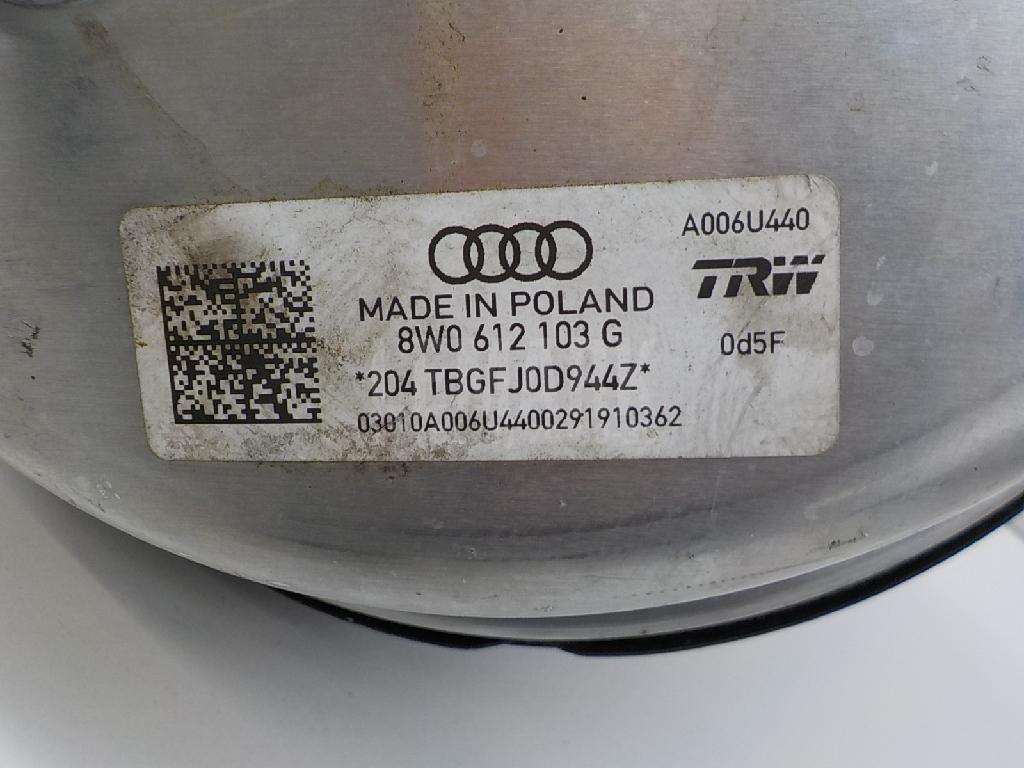 A006U440
TRW
MADE IN POLAND
8W0 612 103 G
0d5F
*204 TBGFJ0D944Z*
03010A006U4400291910362